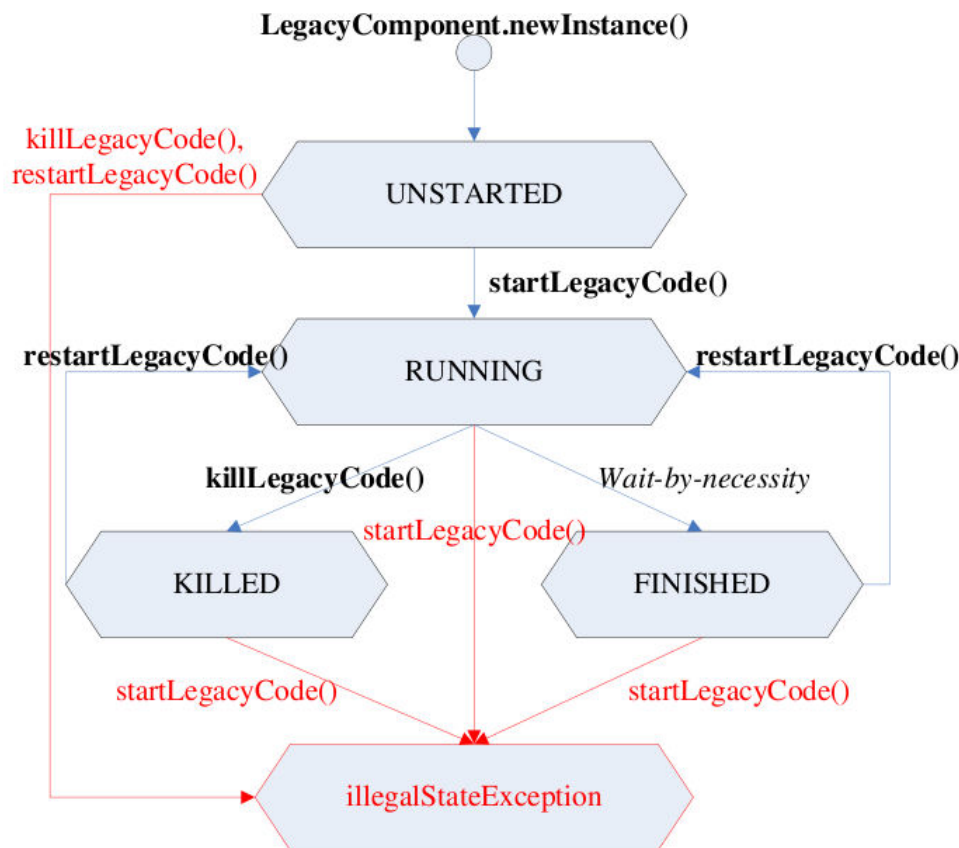 LegacyComponent.newInstance()
killLegacyCode(),
restartLegacyCode()
UNSTARTED
startLegacyCode()
restartLegacyCode()
RUNNING
restartLegacyCode()
killLegacyCode()
Wait-by-necessity
startLegacyCode()
KILLED
FINISHED
startLegacyCode()
startLegacyCode()
illegalStateException